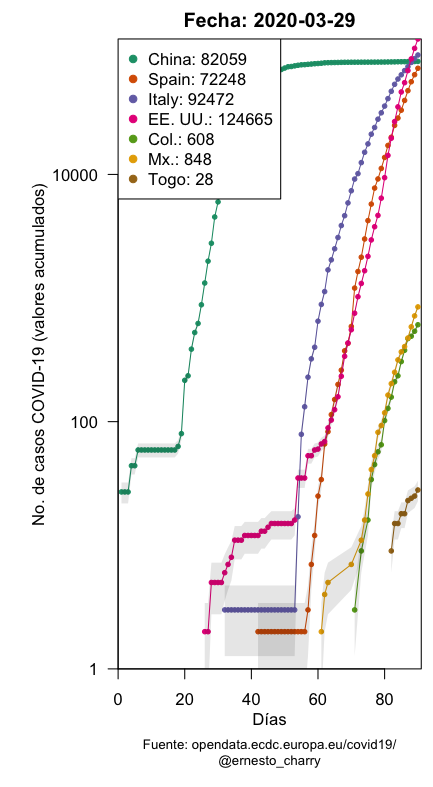 Fecha: 2020-03-29
China: 82059
Spain: 72248
Italy: 92472
EE. UU.: 124665
Col.: 608
Mx.: 848
Togo: 28
No. de casos COVID-19 (valores acumulados)
10000
100
1
0 20 40 60 80
Días
Fuente: opendata.ecdc.europa.eu/covid19/
@ernesto_charry